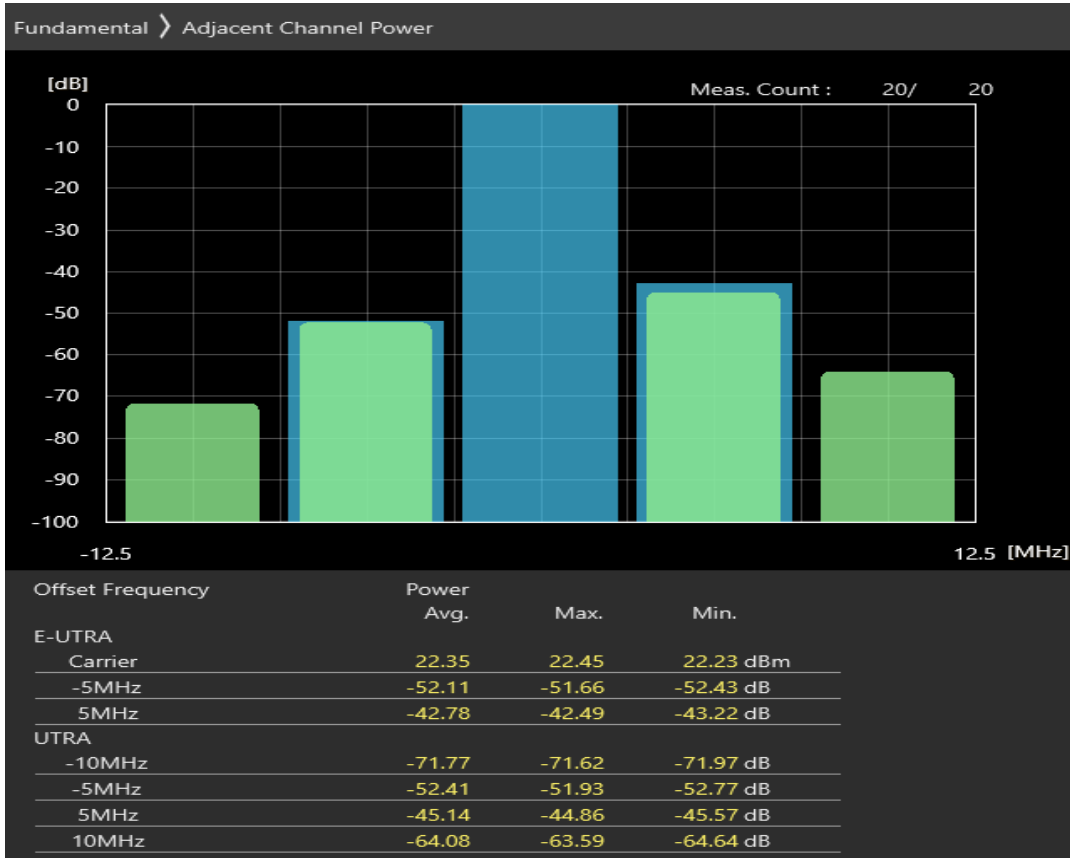 Fundamental 〉 Adjacent Channel Power
[dB]
Meas. Count : 20/ 20
0
-10
-20
-30
-40
-50
-60
-70
-80
-90
-100
-12.5 12.5 [MHz]
Offset Frequency Power
Avg. Max. Min.
E-UTRA
Carrier 22.35 22.45 22.23 dBm
-5MHz -52.11 -51.66 -52.43 dB
5MHz -42.78 -42.49 -43.22 dB
UTRA
-10MHz -71.77 -71.62 -71.97 dB
-5MHz -52.41 -51.93 -52.77 dB
5MHz -45.14 -44.86 -45.57 dB
10MHz -64.08 -63.59 -64.64 dB